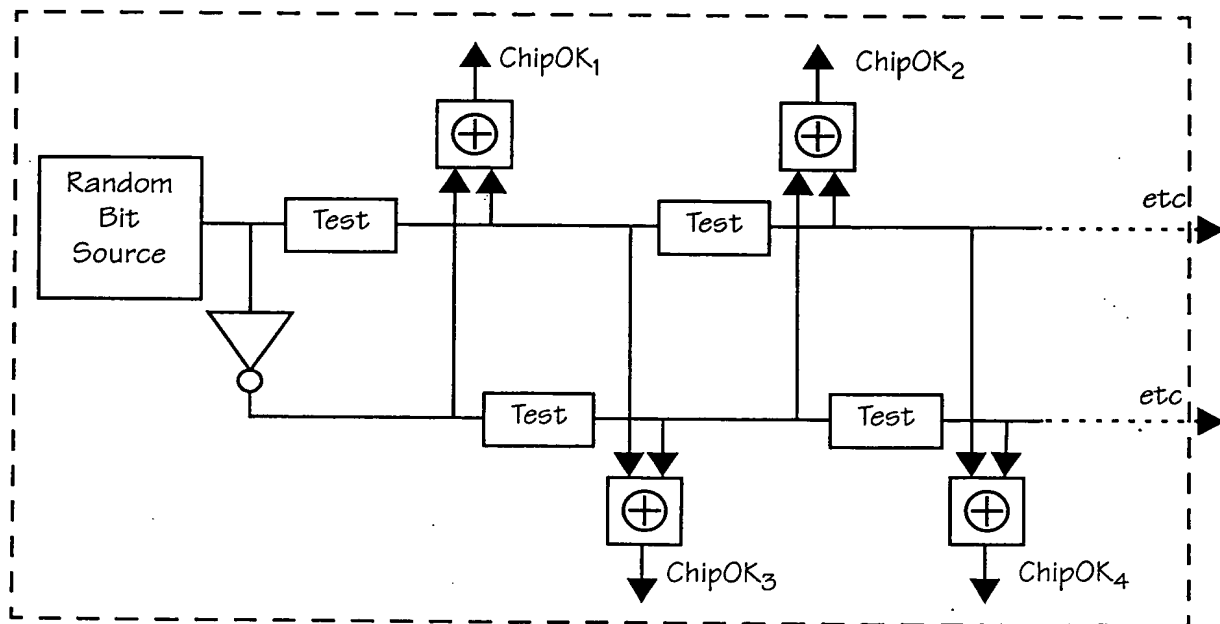 ChipOK₁
ChipOK₂
Random
Bit
Source
Test
Test
etc
Test
Test
etc
ChipOK₃
ChipOK₄